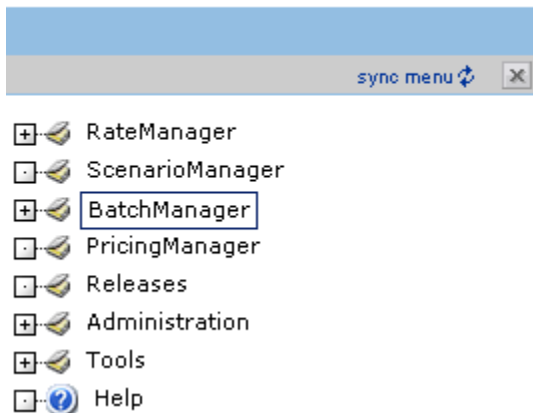 sync menu
RateManager
ScenarioManager
BatchManager
PricingManager
Releases
Administration
Tools
Help